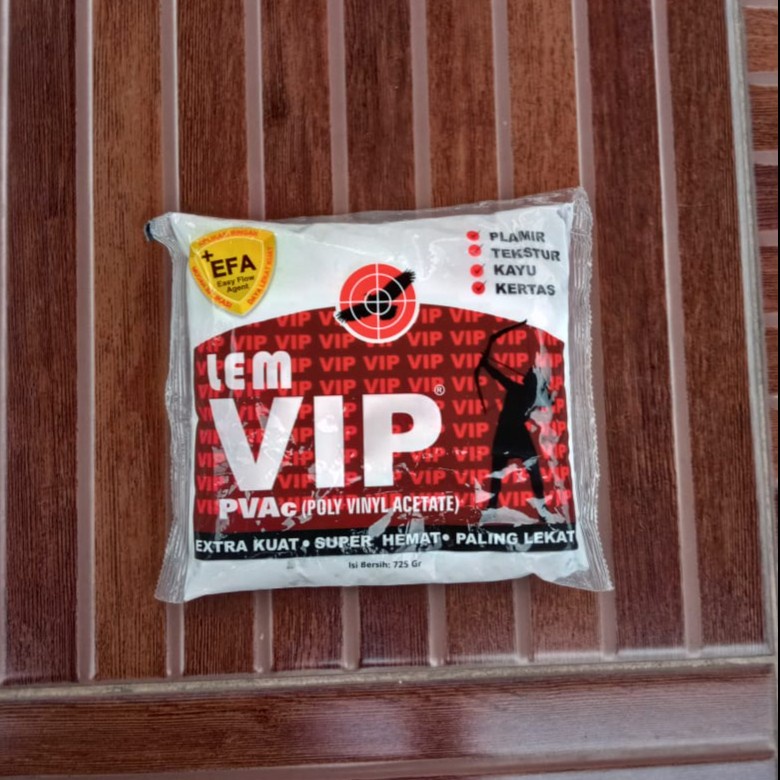 +EFA
Easy Flow
Agent
PLAMIR
TEKSTUR
KAYU
KERTAS
LEM
VIP®
PVAc (POLY VINYL ACETATE)
EXTRA KUAT • SUPER HEMAT • PALING LEKAT
Isi Bersih: 725 Gr